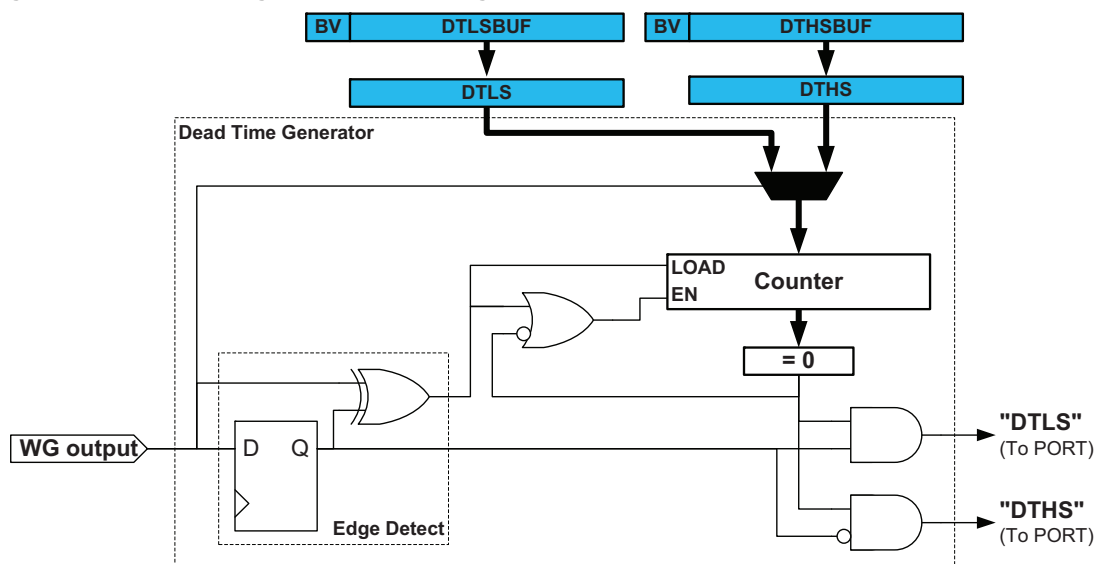 BV DTLSBUF BV DTHSBUF
DTLS DTHS
Dead Time Generator
LOAD
Counter
EN
= 0
"DTLS"
(To PORT)
WG output
D Q
"DTHS"
(To PORT)
Edge Detect